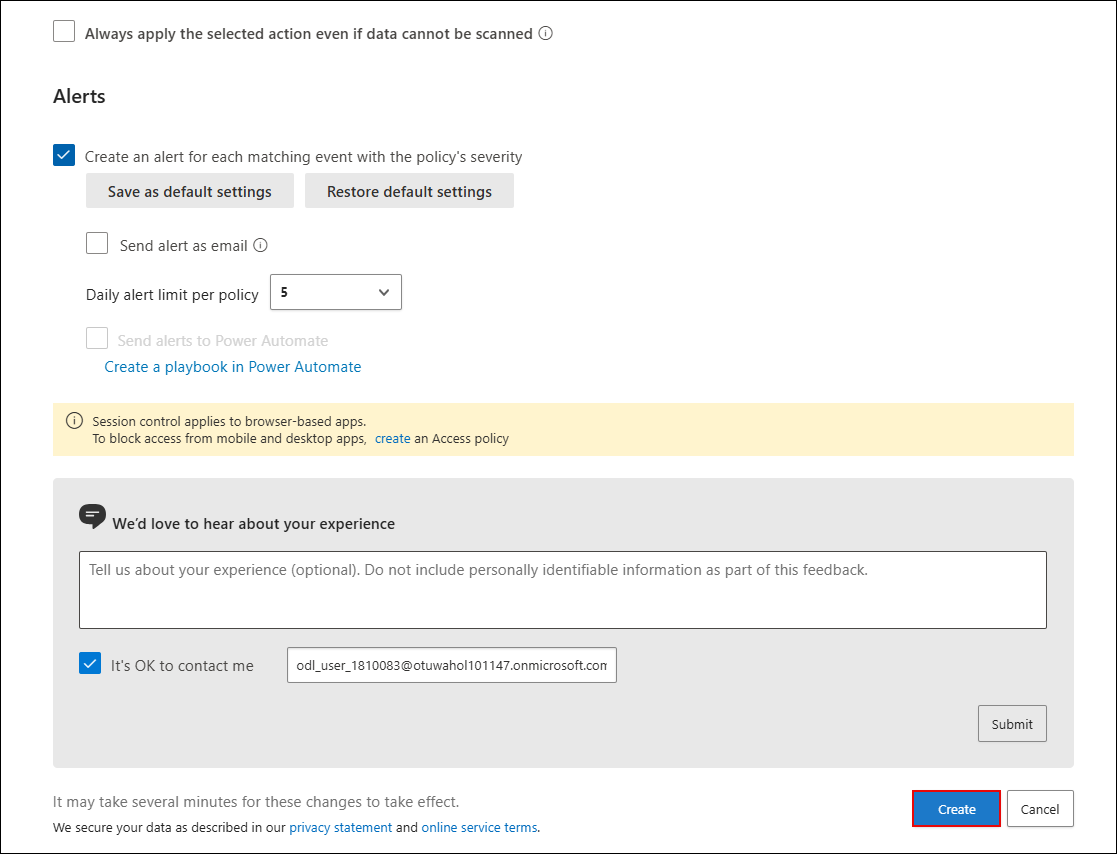 Always apply the selected action even if data cannot be scanned
Alerts
Create an alert for each matching event with the policy's severity
Save as default settings
Restore default settings
Send alert as email
Daily alert limit per policy
5
Send alerts to Power Automate
Create a playbook in Power Automate
Session control applies to browser-based apps.
To block access from mobile and desktop apps, create an Access policy
We'd love to hear about your experience
Tell us about your experience (optional). Do not include personally identifiable information as part of this feedback.
It's OK to contact me
odl_user_1810083@otuwahol101147.onmicrosoft.com
Submit
It may take several minutes for these changes to take effect.
Create
Cancel
We secure your data as described in our privacy statement and online service terms.